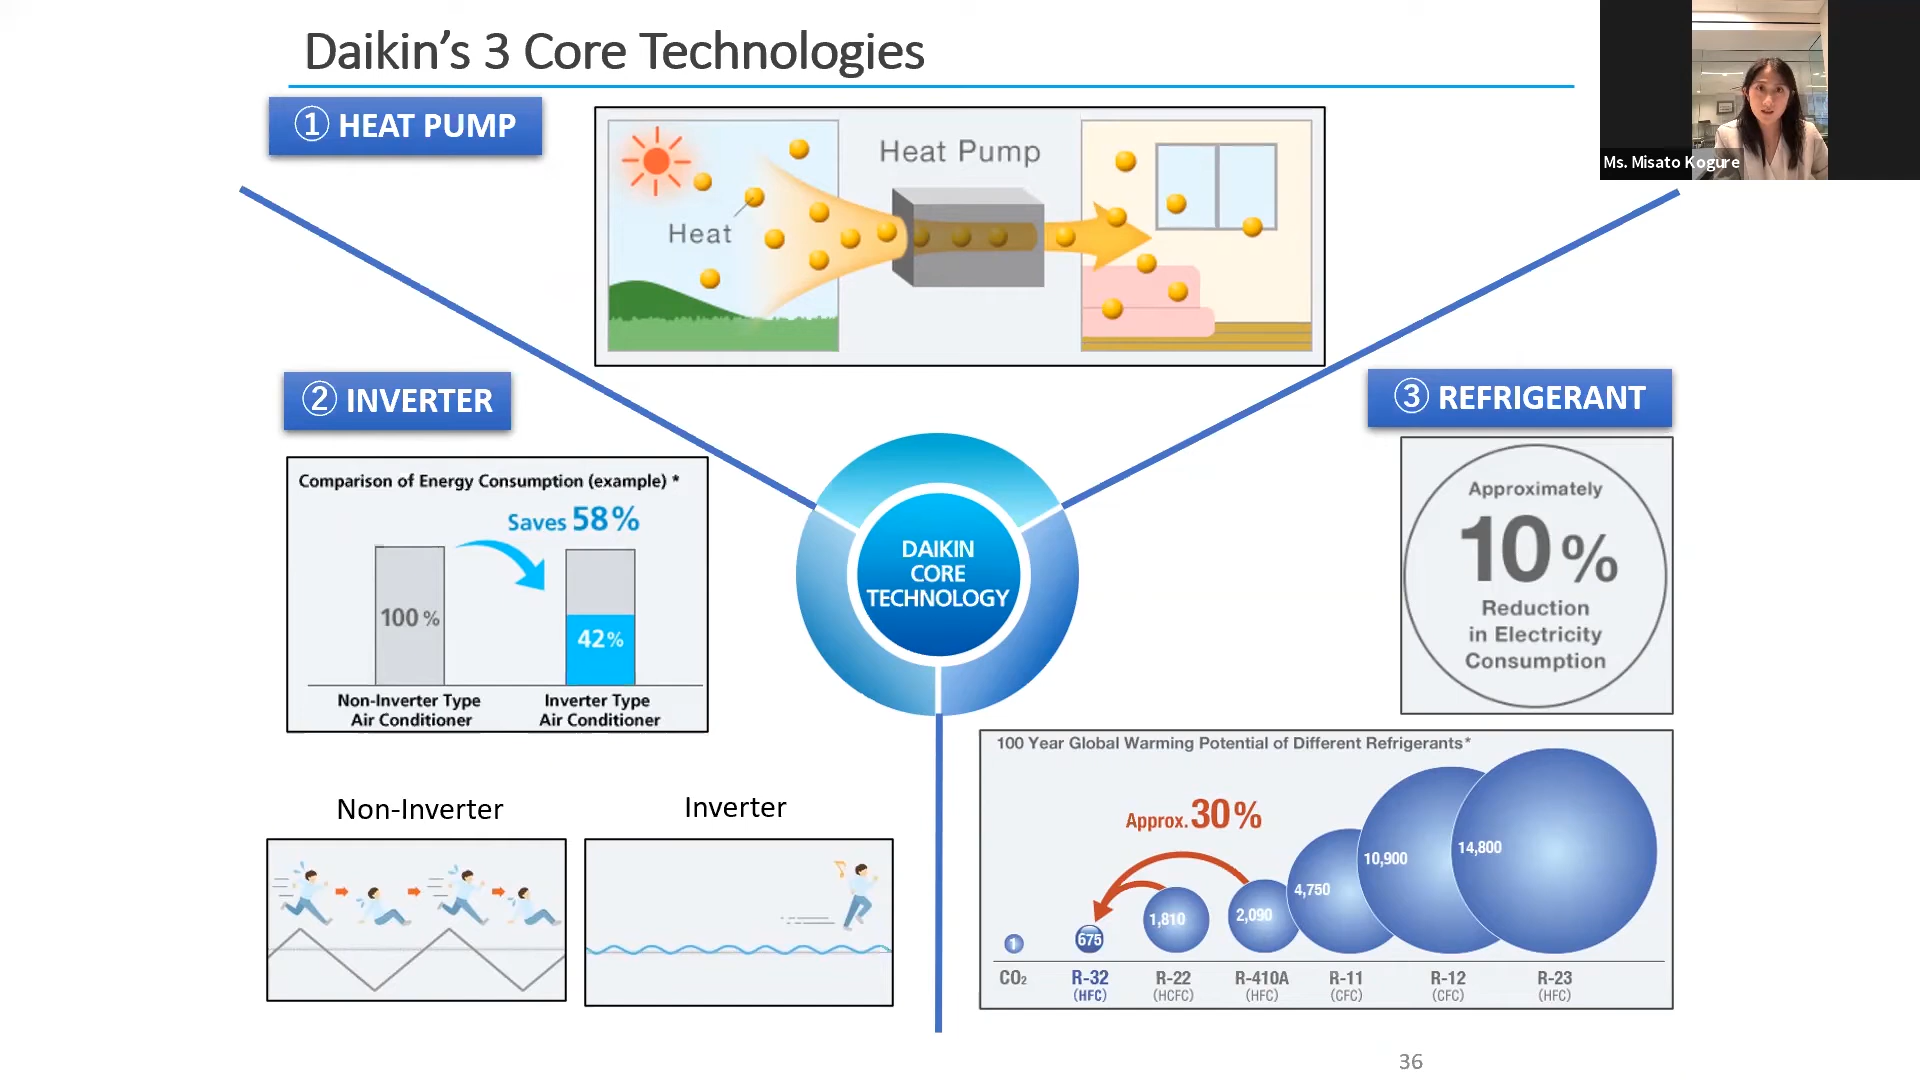 Daikin’s 3 Core Technologies
Ms. Misato Kogure
① HEAT PUMP
Heat Pump
Heat
② INVERTER
Comparison of Energy Consumption (example) *
Saves 58%
100 %
42%
Non-Inverter Type
Air Conditioner
Inverter Type
Air Conditioner
Non-Inverter
Inverter
DAIKIN
CORE
TECHNOLOGY
③ REFRIGERANT
Approximately
10 %
Reduction
in Electricity
Consumption
100 Year Global Warming Potential of Different Refrigerants*
Approx. 30%
1
675
1,810
2,090
4,750
10,900
14,800
CO₂
R-32
(HFC)
R-22
(HCFC)
R-410A
(HFC)
R-11
(CFC)
R-12
(CFC)
R-23
(HFC)
36